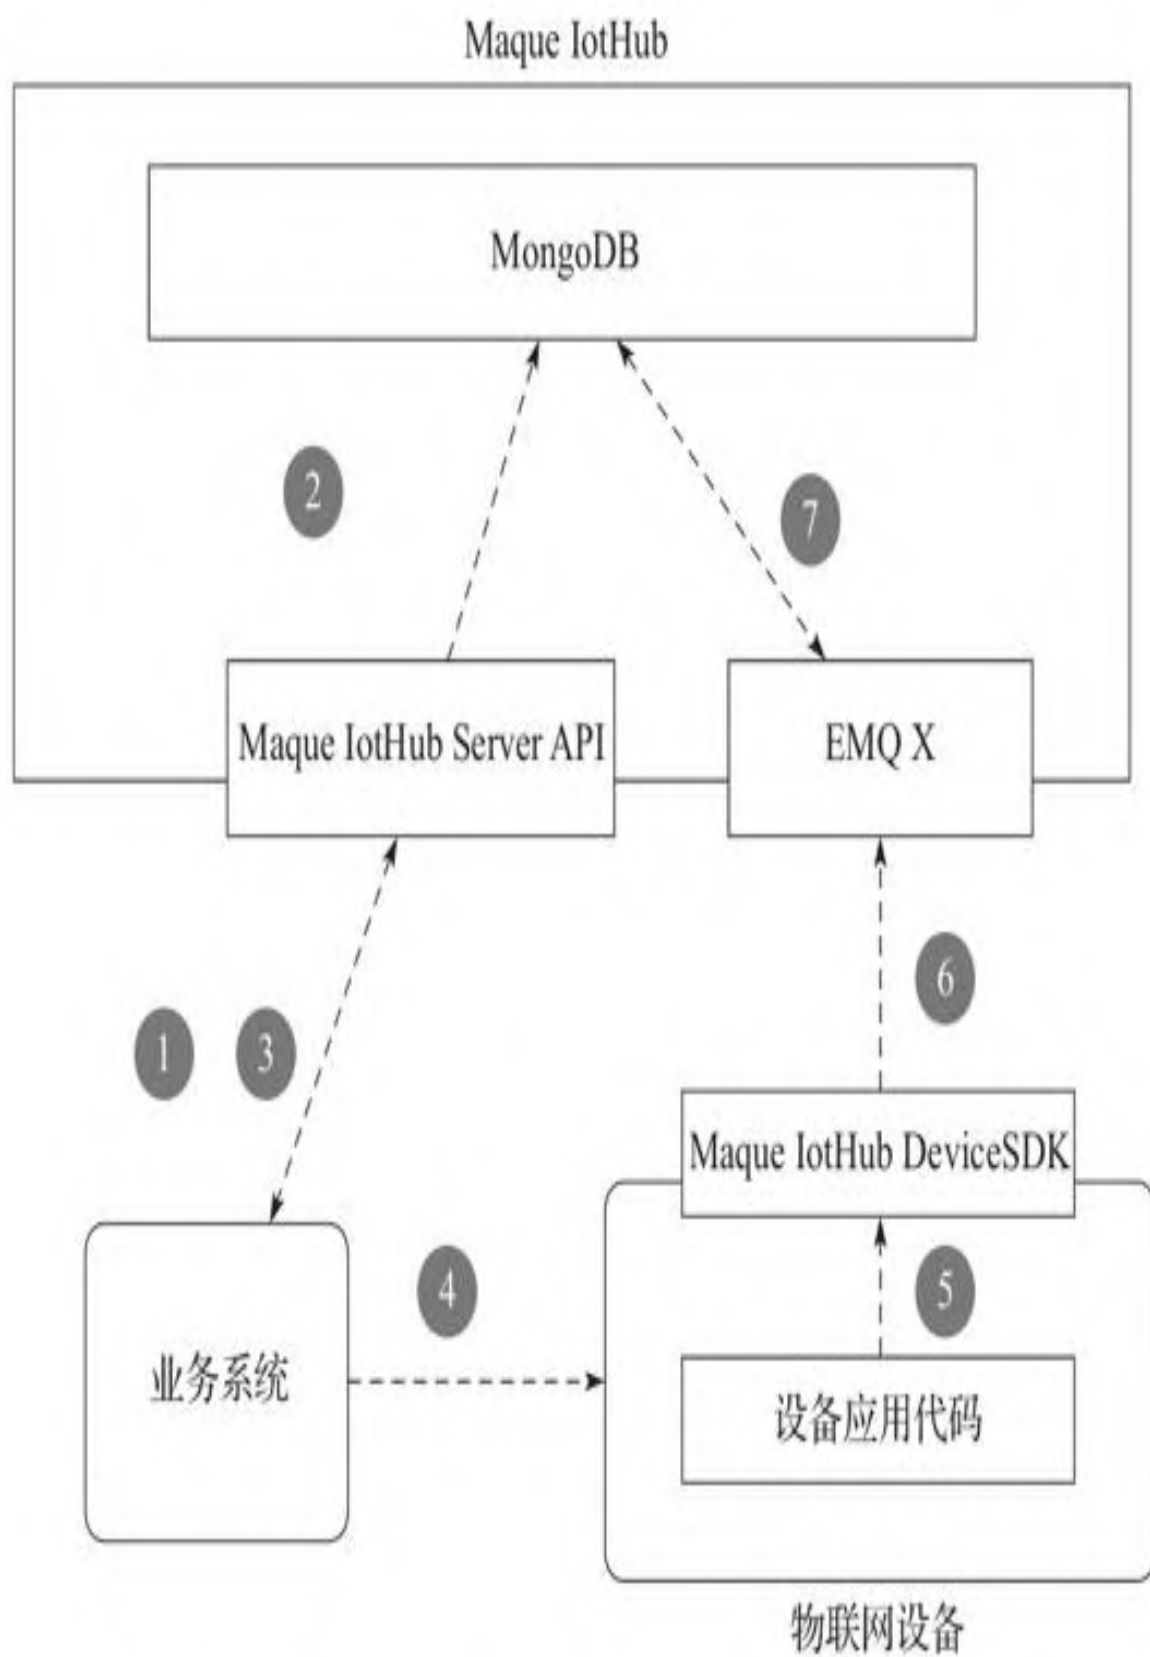 Maque IotHub
MongoDB
2
7
Maque IotHub Server API
EMQ X
6
1
3
Maque IotHub DeviceSDK
4
5
业务系统
设备应用代码
物联网设备